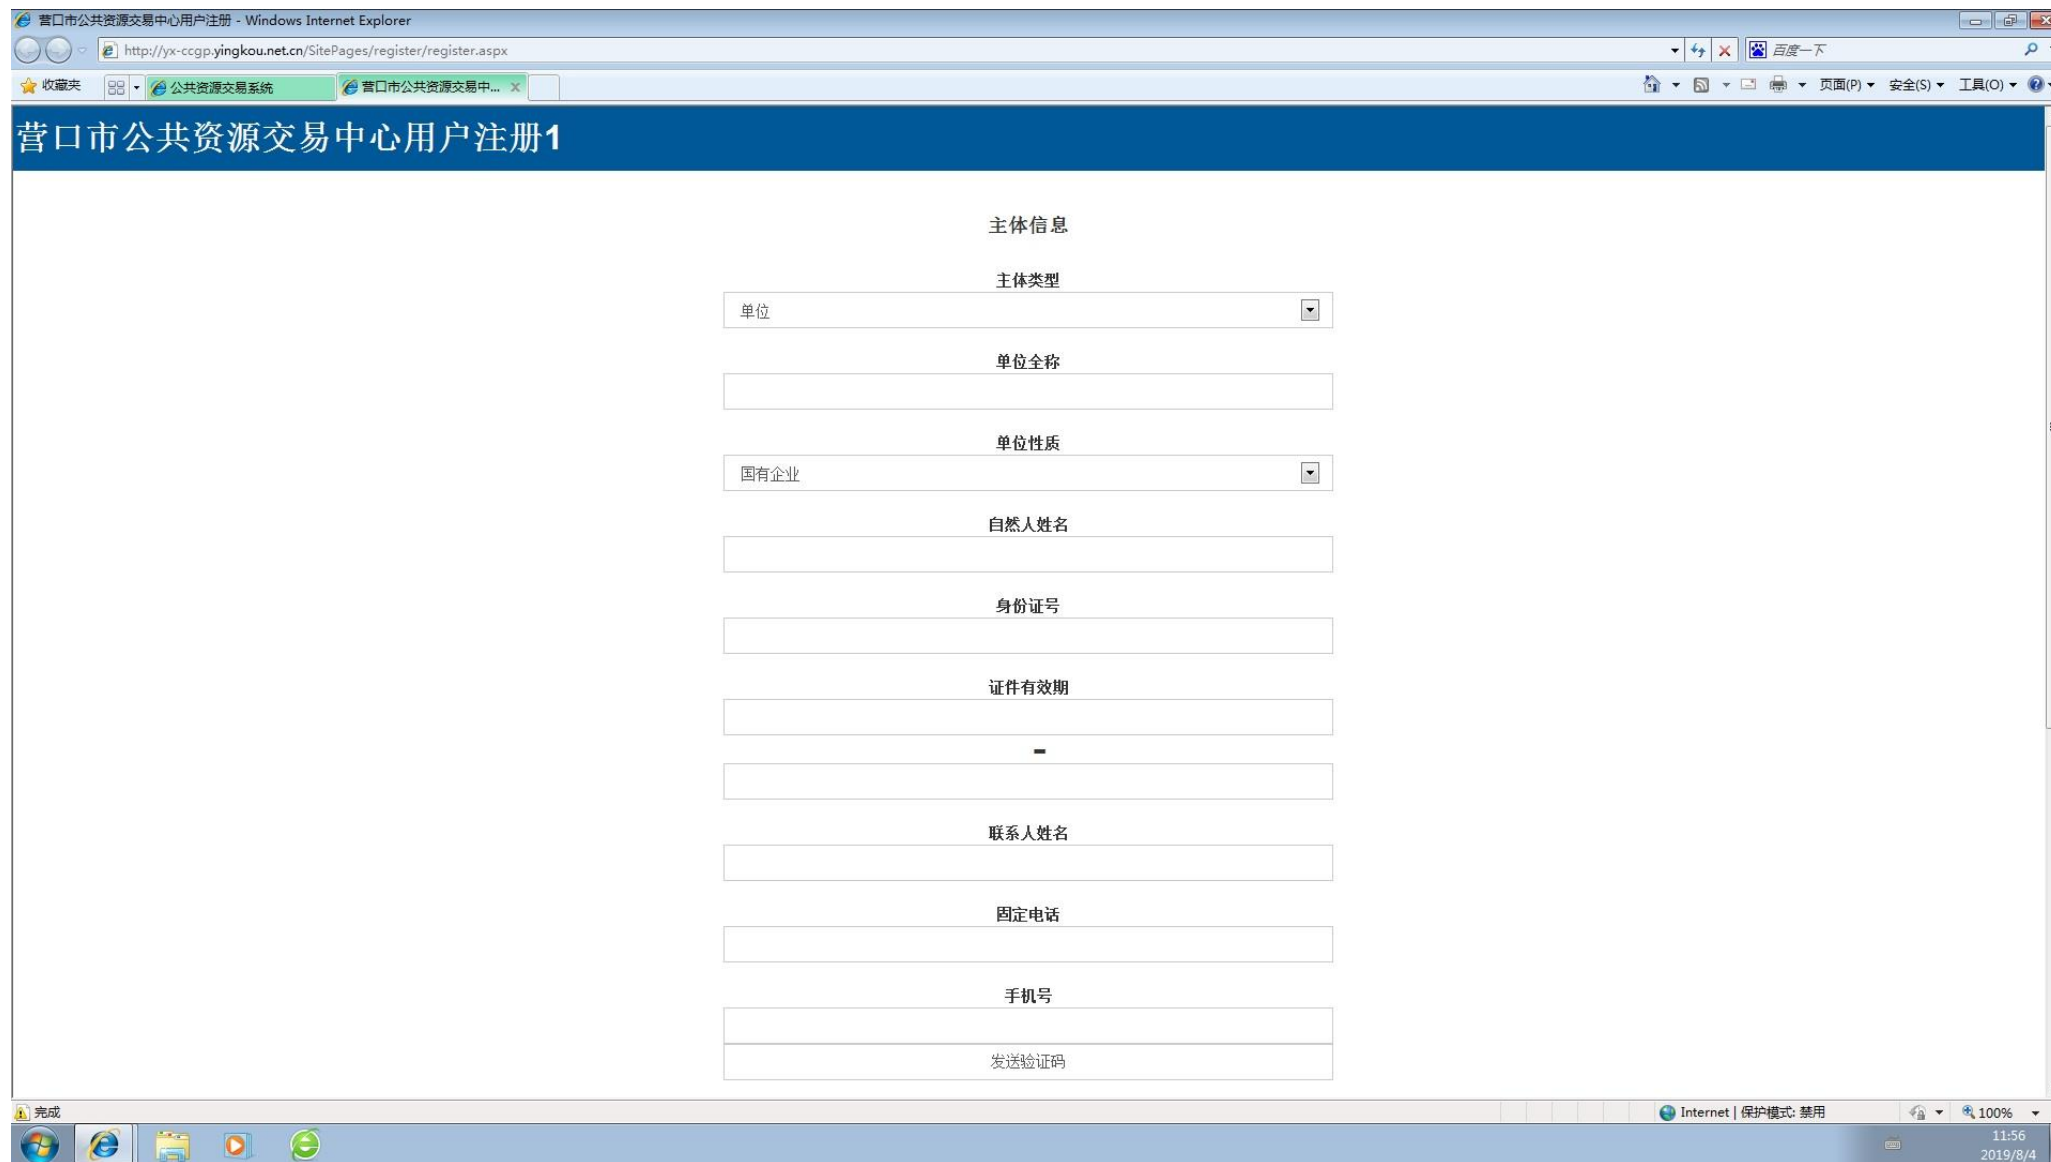 营口市公共资源交易中心用户注册 - Windows Internet Explorer
http://yx-ccgp.yingkou.net.cn/SitePages/register/register.aspx
百度一下
收藏夹
公共资源交易系统
营口市公共资源交易中...
页面(P)
安全(S)
工具(O)
营口市公共资源交易中心用户注册1
主体信息
主体类型
单位
单位全称
单位性质
国有企业
自然人姓名
身份证号
证件有效期
-
联系人姓名
固定电话
手机号
发送验证码
完成
Internet | 保护模式: 禁用
100%
11:56
2019/8/4